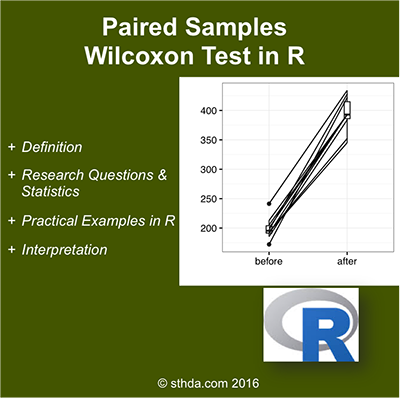 Paired Samples
Wilcoxon Test in R
+ Definition
+ Research Questions &
Statistics
+ Practical Examples in R
+ Interpretation
400
350
300
250
200
before
after
R
© sthda.com 2016